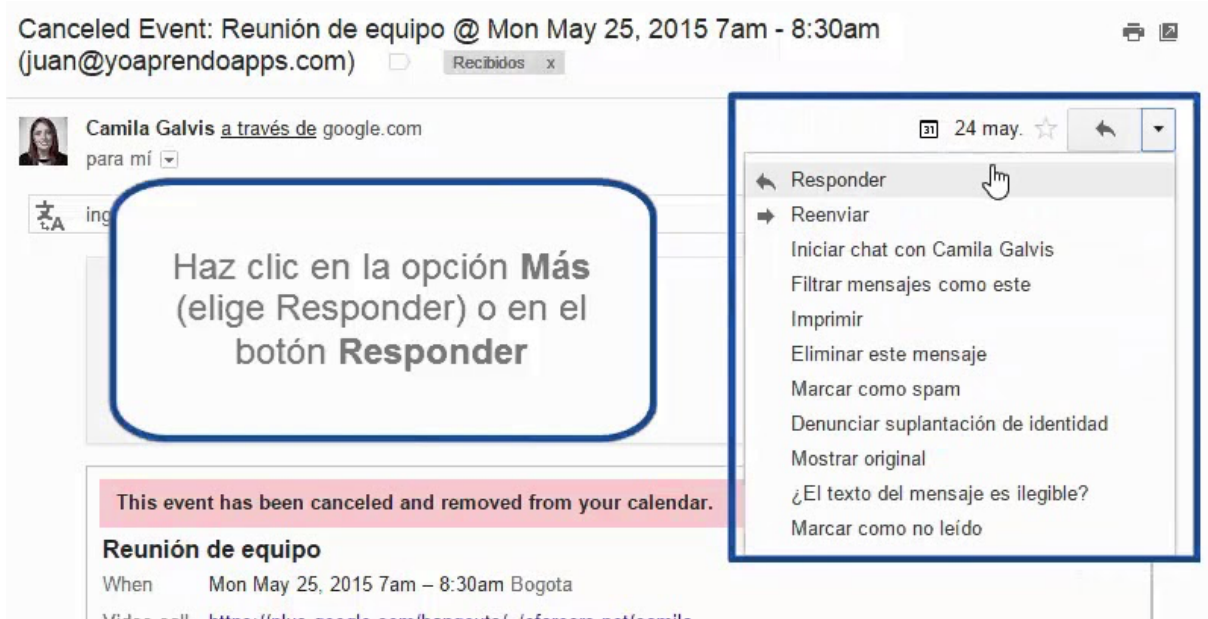 Canceled Event: Reunión de equipo @ Mon May 25, 2015 7am - 8:30am
(juan@yoaprendoapps.com) Recibidos x
Camila Galvis a través de google.com
24 may.
para mí
ing
Haz clic en la opción Más
(elige Responder) o en el
botón Responder
Responder
Reenviar
Iniciar chat con Camila Galvis
Filtrar mensajes como este
Imprimir
Eliminar este mensaje
Marcar como spam
Denunciar suplantación de identidad
Mostrar original
¿El texto del mensaje es ilegible?
Marcar como no leído
This event has been canceled and removed from your calendar.
Reunión de equipo
When Mon May 25, 2015 7am – 8:30am Bogota